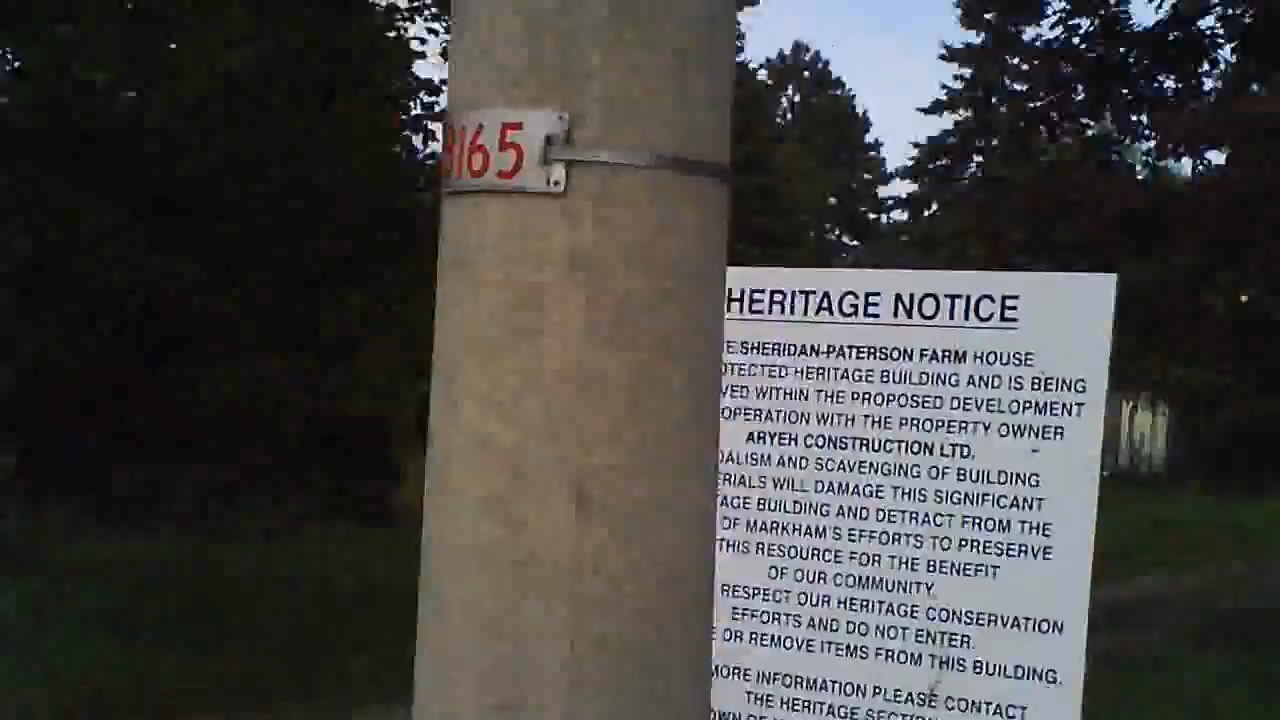 8165
HERITAGE NOTICE
E SHERIDAN-PATERSON FARM HOUSE
OTECTED HERITAGE BUILDING AND IS BEING
VED WITHIN THE PROPOSED DEVELOPMENT
OPERATION WITH THE PROPERTY OWNER
ARYEH CONSTRUCTION LTD.
DALISM AND SCAVENGING OF BUILDING
ERIALS WILL DAMAGE THIS SIGNIFICANT
AGE BUILDING AND DETRACT FROM THE
OF MARKHAM'S EFFORTS TO PRESERVE
THIS RESOURCE FOR THE BENEFIT
OF OUR COMMUNITY.
RESPECT OUR HERITAGE CONSERVATION
EFFORTS AND DO NOT ENTER.
E OR REMOVE ITEMS FROM THIS BUILDING.
MORE INFORMATION PLEASE CONTACT
THE HERITAGE SECTION